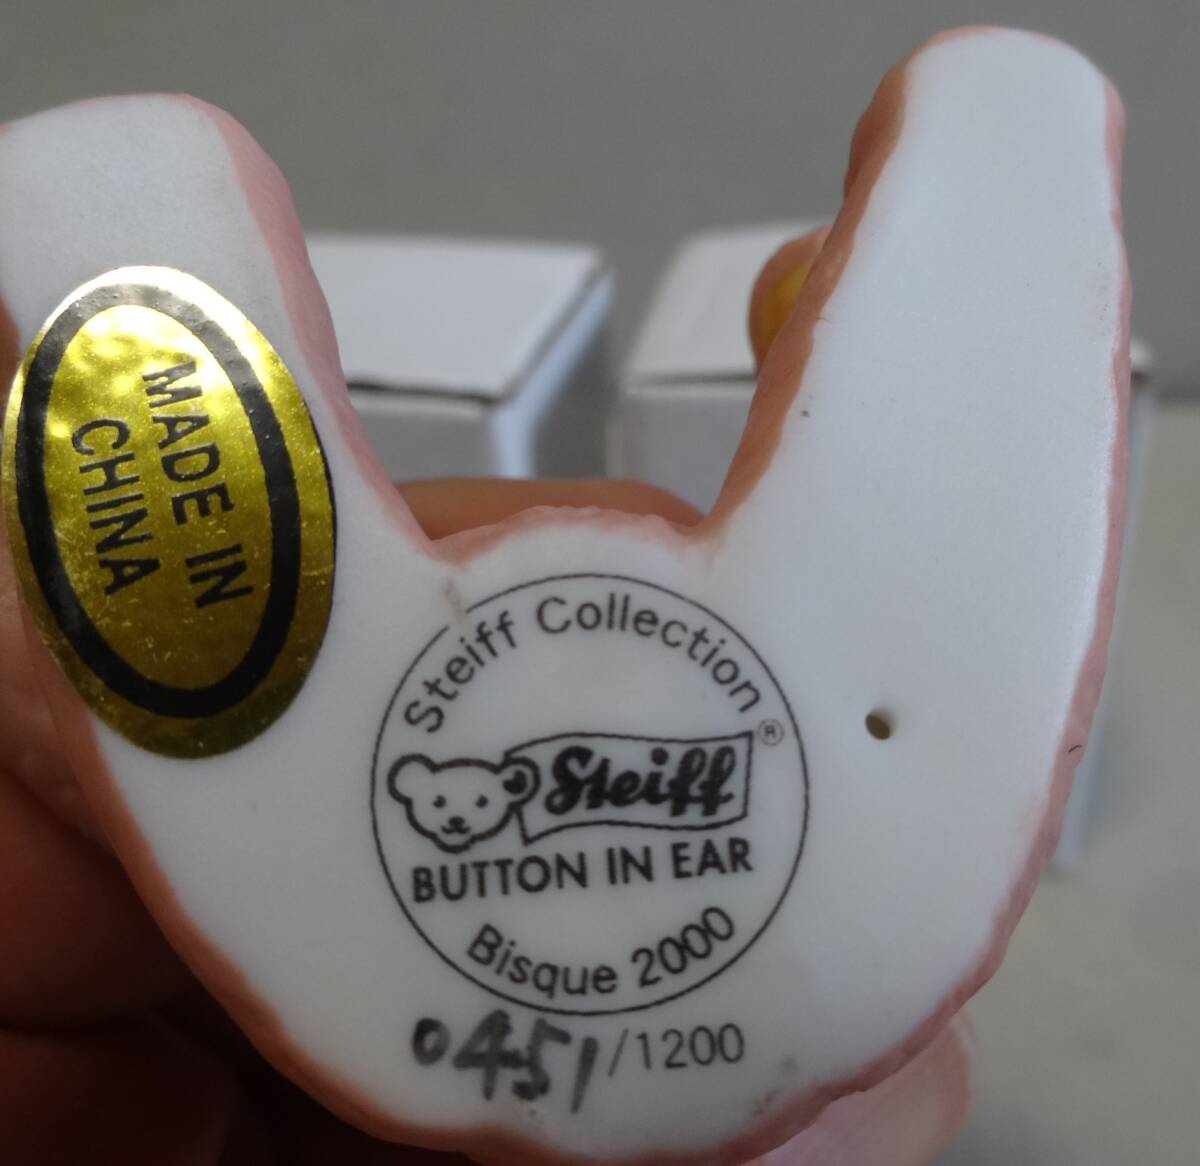 MADE IN
CHINA
Steiff Collection
®
Steiff
BUTTON IN EAR
Bisque 2000
0451/1200